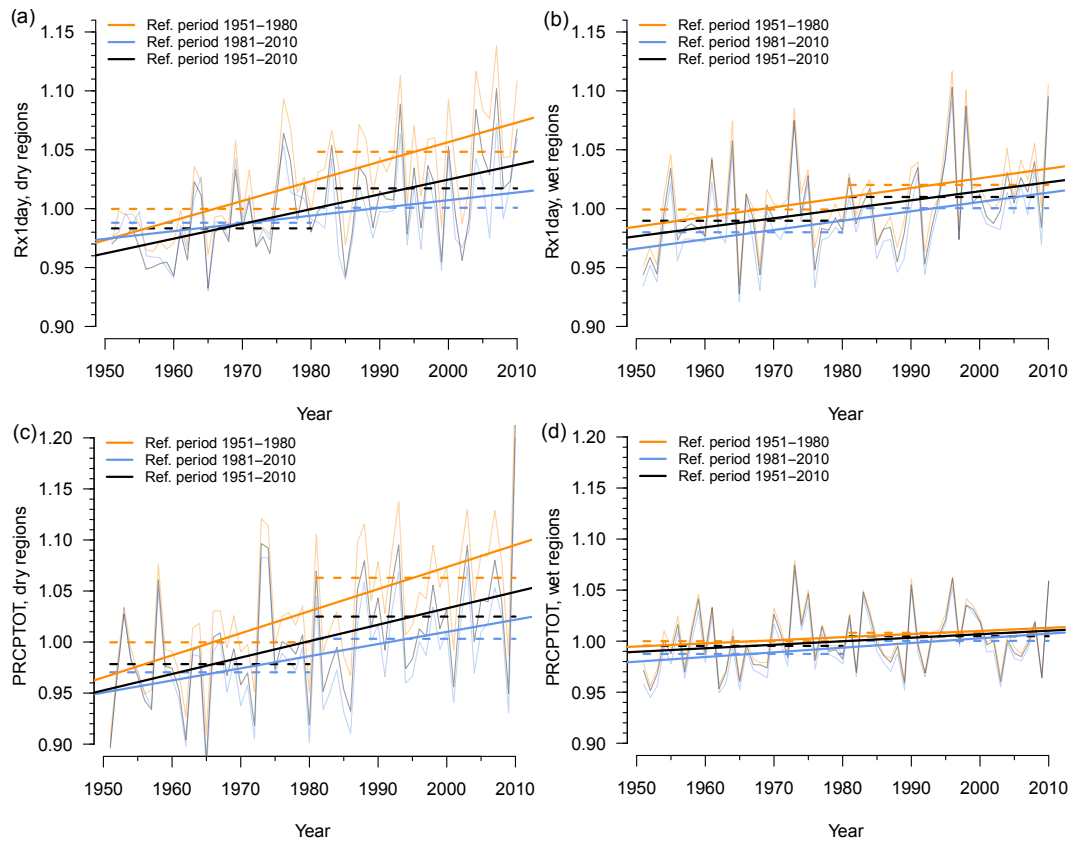 (a)
Ref. period 1951–1980
Ref. period 1981–2010
Ref. period 1951–2010
Rx1day, dry regions
1.15
1.10
1.05
1.00
0.95
0.90
1950 1960 1970 1980 1990 2000 2010
Year
(b)
Ref. period 1951–1980
Ref. period 1981–2010
Ref. period 1951–2010
Rx1day, wet regions
1.15
1.10
1.05
1.00
0.95
0.90
1950 1960 1970 1980 1990 2000 2010
Year
(c)
Ref. period 1951–1980
Ref. period 1981–2010
Ref. period 1951–2010
PRCPTOT, dry regions
1.20
1.15
1.10
1.05
1.00
0.95
0.90
1950 1960 1970 1980 1990 2000 2010
Year
(d)
Ref. period 1951–1980
Ref. period 1981–2010
Ref. period 1951–2010
PRCPTOT, wet regions
1.20
1.15
1.10
1.05
1.00
0.95
0.90
1950 1960 1970 1980 1990 2000 2010
Year